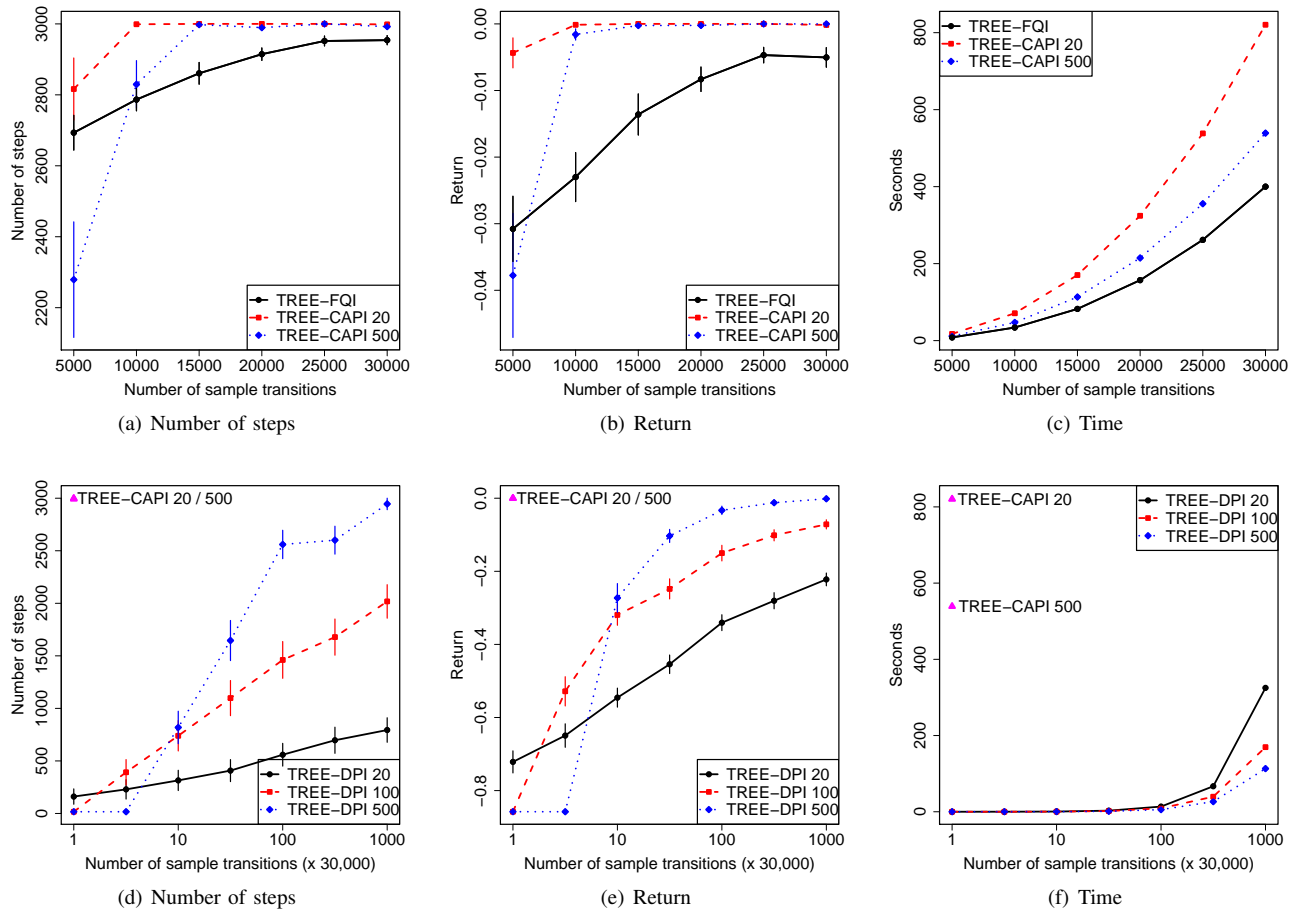 Number of steps
2200 2400 2600 2800 3000
5000 10000 15000 20000 25000 30000
Number of sample transitions
TREE−FQI
TREE−CAPI 20
TREE−CAPI 500
(a) Number of steps
Return
−0.04 −0.03 −0.02 −0.01 0.00
5000 10000 15000 20000 25000 30000
Number of sample transitions
TREE−FQI
TREE−CAPI 20
TREE−CAPI 500
(b) Return
Seconds
0 200 400 600 800
5000 10000 15000 20000 25000 30000
Number of sample transitions
TREE−FQI
TREE−CAPI 20
TREE−CAPI 500
(c) Time
Number of steps
0 500 1000 1500 2000 2500 3000
1 10 100 1000
Number of sample transitions (x 30,000)
TREE−CAPI 20 / 500
TREE−DPI 20
TREE−DPI 100
TREE−DPI 500
(d) Number of steps
Return
−0.8 −0.6 −0.4 −0.2 0.0
1 10 100 1000
Number of sample transitions (x 30,000)
TREE−CAPI 20 / 500
TREE−DPI 20
TREE−DPI 100
TREE−DPI 500
(e) Return
Seconds
0 200 400 600 800
1 10 100 1000
Number of sample transitions (x 30,000)
TREE−CAPI 20
TREE−CAPI 500
TREE−DPI 20
TREE−DPI 100
TREE−DPI 500
(f) Time